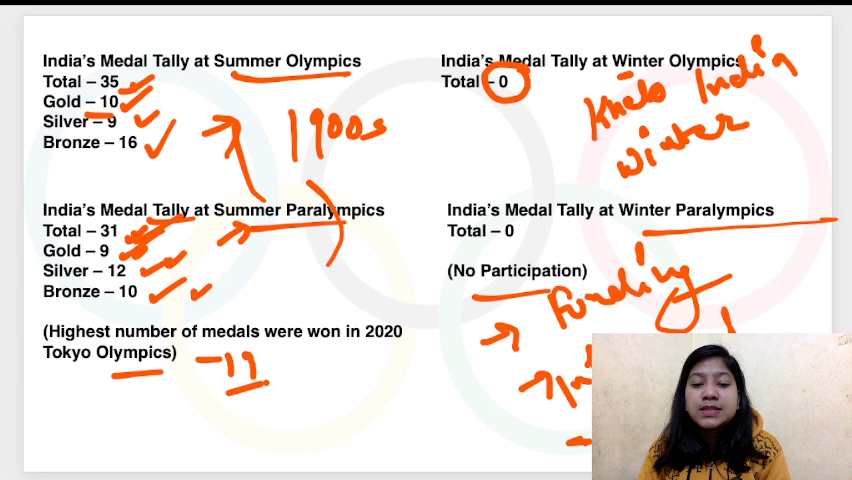 India's Medal Tally at Summer Olympics
Total – 35
Gold – 10
Silver – 9
Bronze – 16
1900s
India's Medal Tally at Winter Olympics
Total – 0
Khelo India
winter
India's Medal Tally at Summer Paralympics
Total – 31
Gold – 9
Silver – 12
Bronze – 10
(Highest number of medals were won in 2020
Tokyo Olympics)
– 19
India's Medal Tally at Winter Paralympics
Total – 0
(No Participation)
→ Funding